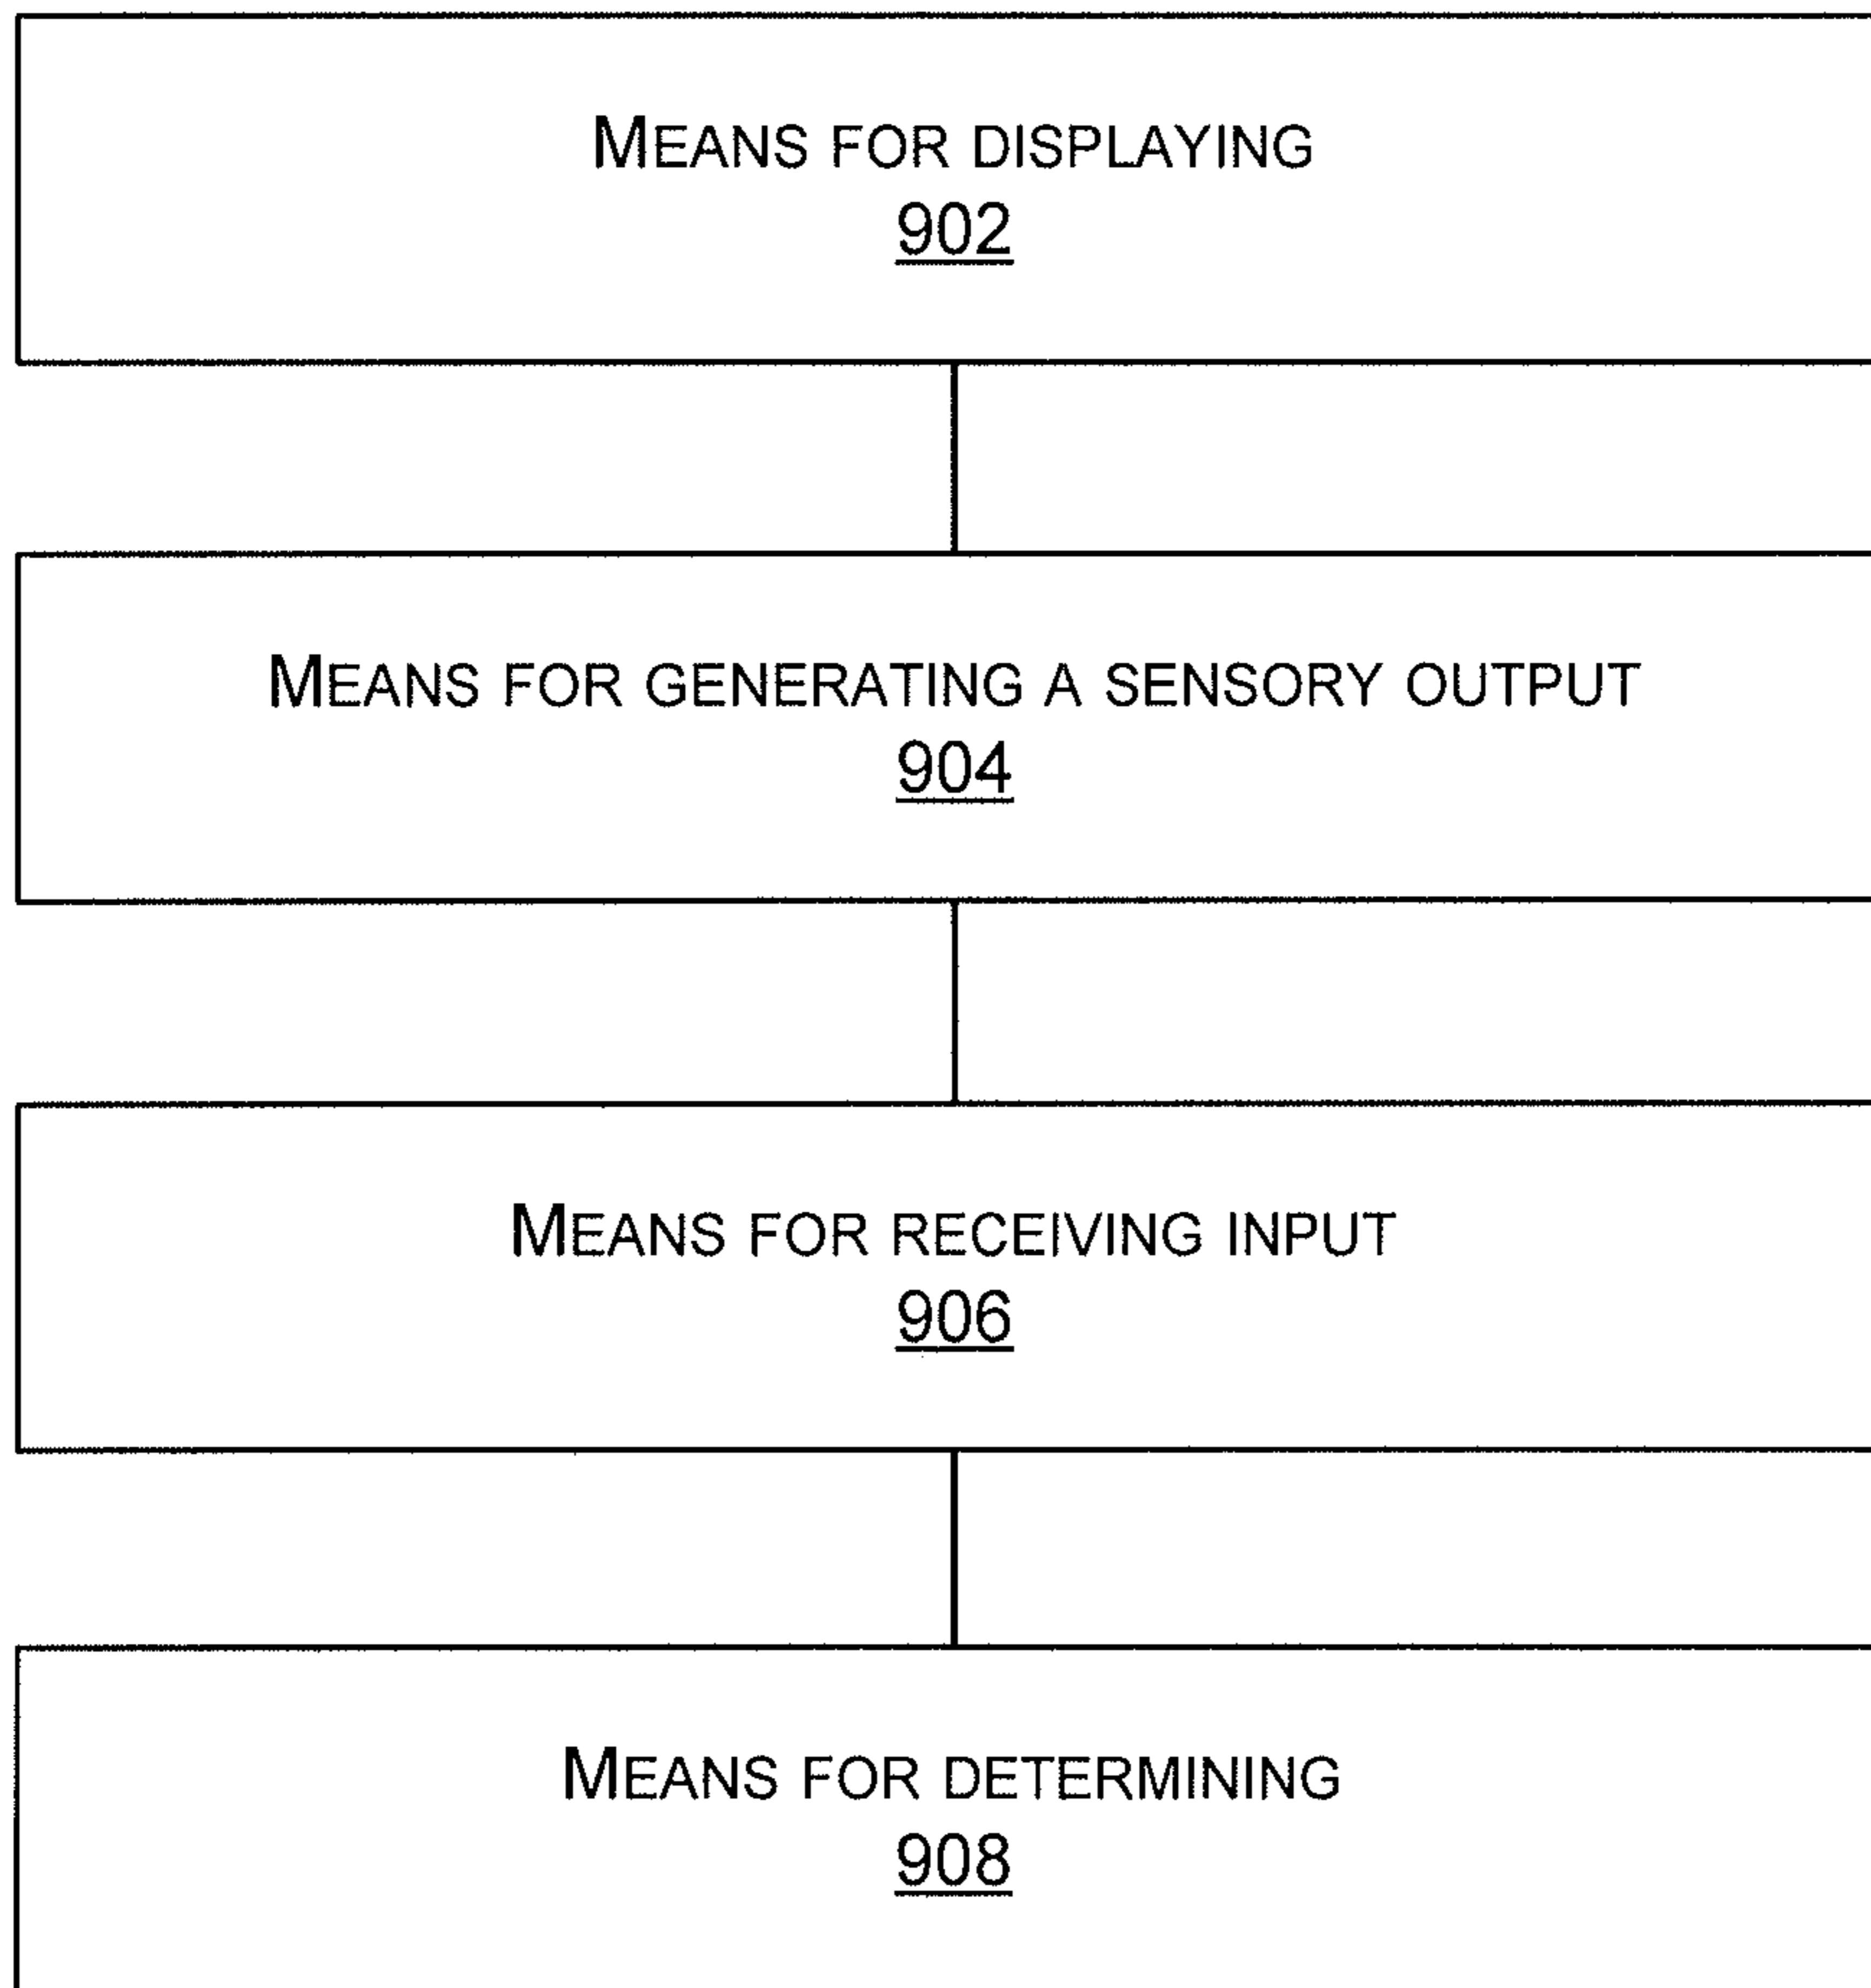 MEANS FOR DISPLAYING
902
MEANS FOR GENERATING A SENSORY OUTPUT
904
MEANS FOR RECEIVING INPUT
906
MEANS FOR DETERMINING
908